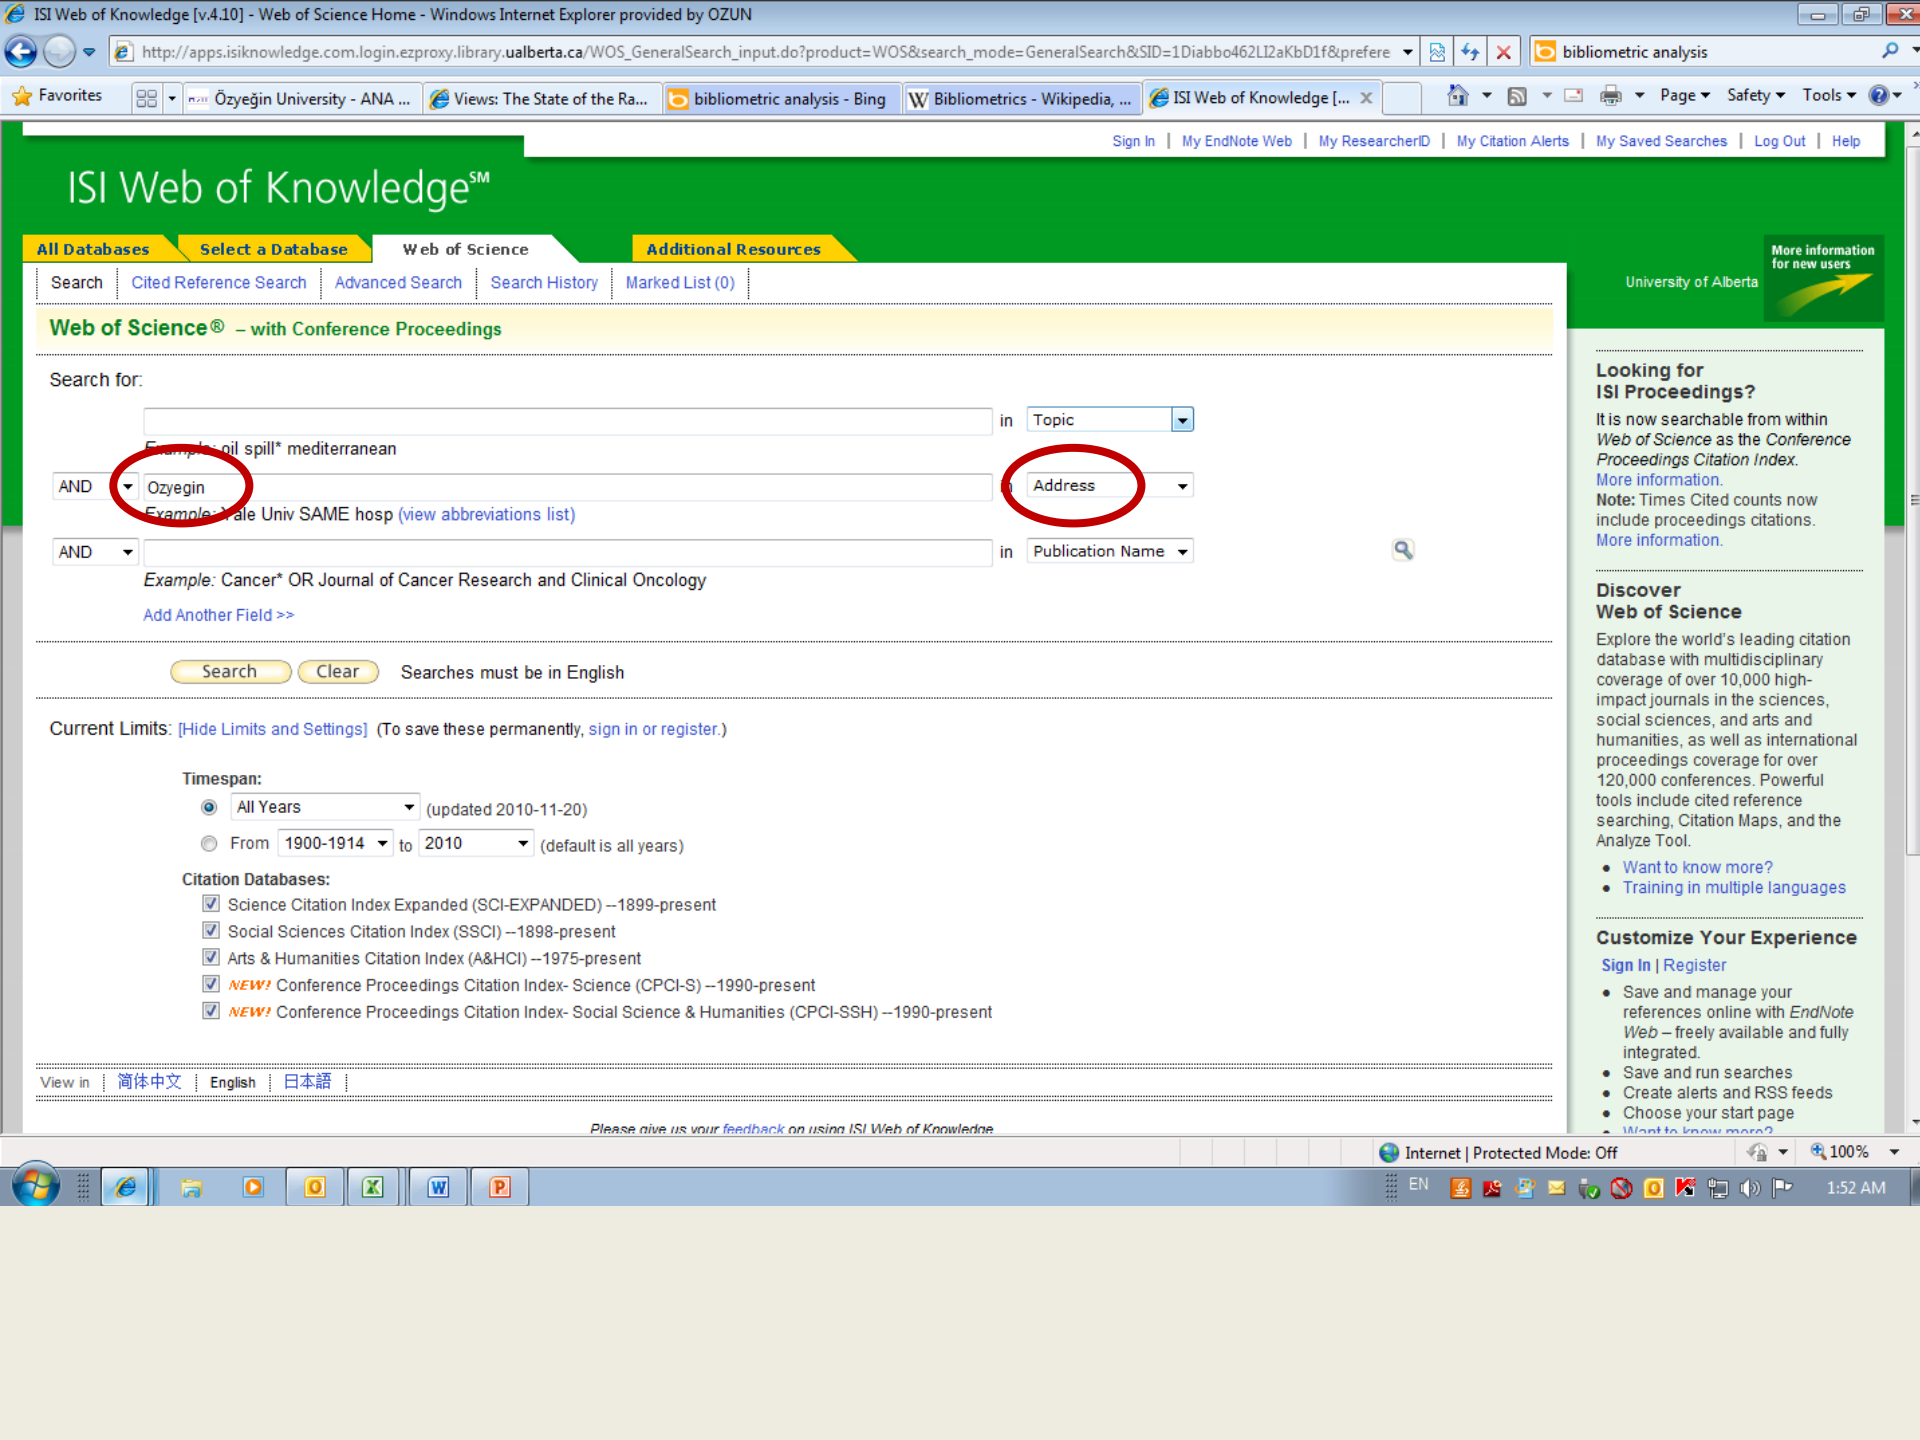 ISI Web of Knowledge [v.4.10] - Web of Science Home - Windows Internet Explorer provided by OZUN
http://apps.isiknowledge.com.login.ezproxy.library.ualberta.ca/WOS_GeneralSearch_input.do?product=WOS&search_mode=GeneralSearch&SID=1Diabbo462LI2aKbD1f&prefere
bibliometric analysis
Favorites
Özyeğin University - ANA ...
Views: The State of the Ra...
bibliometric analysis - Bing
Bibliometrics - Wikipedia, ...
ISI Web of Knowledge [...
Page
Safety
Tools
Sign In | My EndNote Web | My ResearcherID | My Citation Alerts | My Saved Searches | Log Out | Help
ISI Web of Knowledge℠
All Databases
Select a Database
Web of Science
Additional Resources
Search
Cited Reference Search
Advanced Search
Search History
Marked List (0)
University of Alberta
More information
for new users
Web of Science® – with Conference Proceedings
Search for:
in
Topic
Example: oil spill* mediterranean
AND
Ozyegin
in
Address
Example: Yale Univ SAME hosp (view abbreviations list)
AND
in
Publication Name
Example: Cancer* OR Journal of Cancer Research and Clinical Oncology
Add Another Field >>
Search
Clear
Searches must be in English
Current Limits: [Hide Limits and Settings] (To save these permanently, sign in or register.)
Timespan:
All Years
(updated 2010-11-20)
From
1900-1914
to
2010
(default is all years)
Citation Databases:
Science Citation Index Expanded (SCI-EXPANDED) --1899-present
Social Sciences Citation Index (SSCI) --1898-present
Arts & Humanities Citation Index (A&HCI) --1975-present
NEW! Conference Proceedings Citation Index- Science (CPCI-S) --1990-present
NEW! Conference Proceedings Citation Index- Social Science & Humanities (CPCI-SSH) --1990-present
View in | 简体中文 | English | 日本語 |
Please give us your feedback on using ISI Web of Knowledge
Looking for
ISI Proceedings?
It is now searchable from within
Web of Science as the Conference
Proceedings Citation Index.
More information.
Note: Times Cited counts now
include proceedings citations.
More information.
Discover
Web of Science
Explore the world's leading citation
database with multidisciplinary
coverage of over 10,000 high-
impact journals in the sciences,
social sciences, and arts and
humanities, as well as international
proceedings coverage for over
120,000 conferences. Powerful
tools include cited reference
searching, Citation Maps, and the
Analyze Tool.
Want to know more?
Training in multiple languages
Customize Your Experience
Sign In | Register
Save and manage your
references online with EndNote
Web – freely available and fully
integrated.
Save and run searches
Create alerts and RSS feeds
Choose your start page
Want to know more?
Internet | Protected Mode: Off
100%
EN
1:52 AM